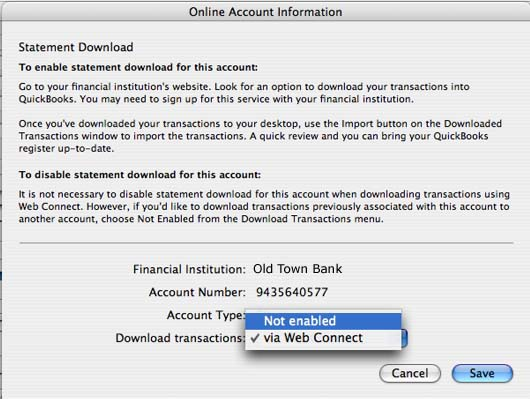 Online Account Information
Statement Download
To enable statement download for this account:
Go to your financial institution's website. Look for an option to download your transactions into
QuickBooks. You may need to sign up for this service with your financial institution.
Once you've downloaded your transactions to your desktop, use the Import button on the Downloaded
Transactions window to import the transactions. A quick review and you can bring your QuickBooks
register up-to-date.
To disable statement download for this account:
It is not necessary to disable statement download for this account when downloading transactions using
Web Connect. However, if you'd like to download transactions previously associated with this account to
another account, choose Not Enabled from the Download Transactions menu.
Financial Institution: Old Town Bank
Account Number: 9435640577
Account Type:
Not enabled
Download transactions: ✓ via Web Connect
Cancel Save